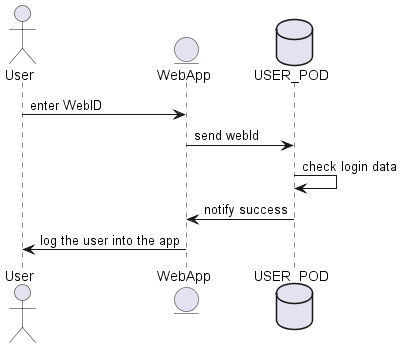 User
WebApp
USER_POD
enter WebID
send webId
check login data
notify success
log the user into the app
User
WebApp
USER_POD